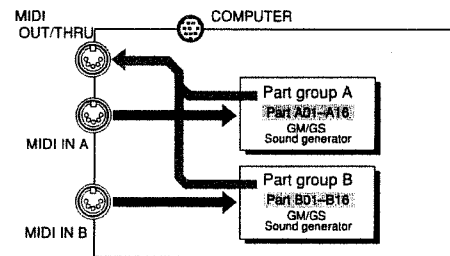 MIDI
OUT/THRU
COMPUTER
MIDI IN A
MIDI IN B
Part group A
Part A01–A16
GM/GS
Sound generator
Part group B
Part B01–B16
GM/GS
Sound generator